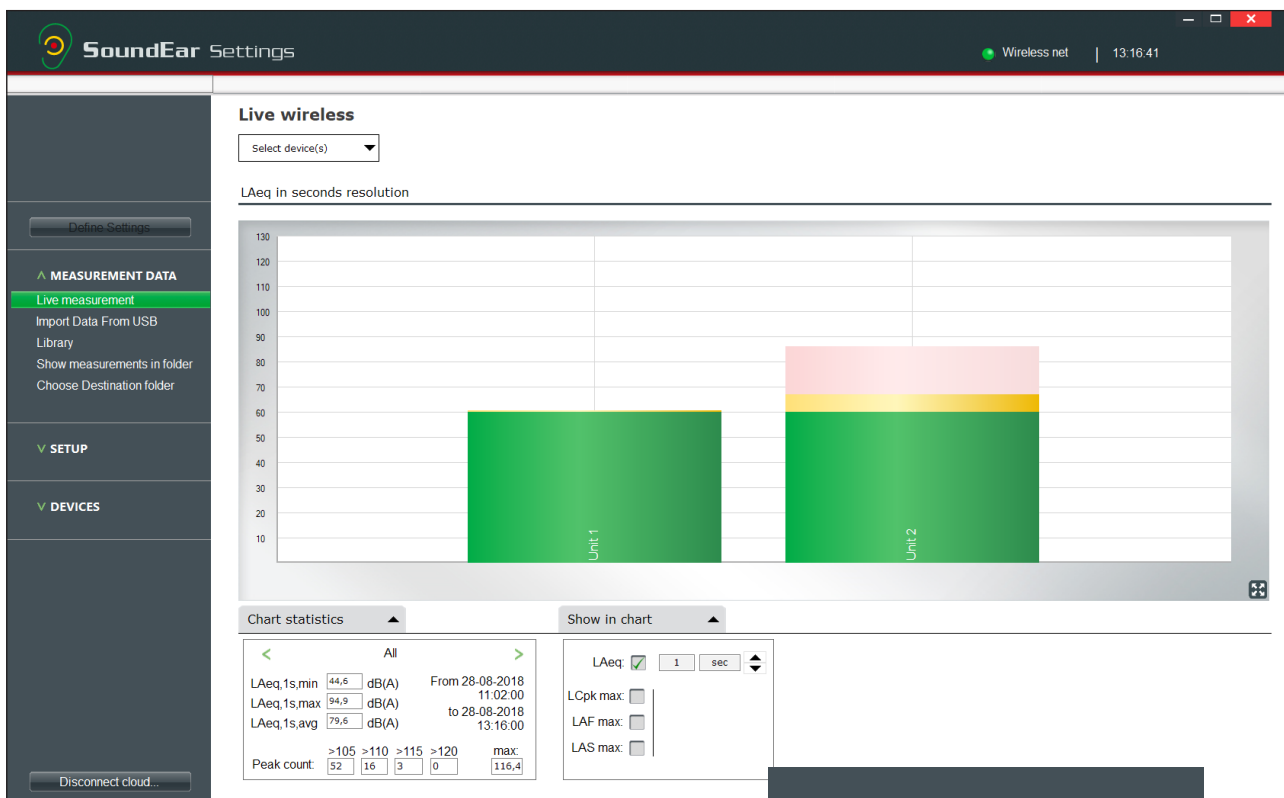 SoundEar Settings
Wireless net | 13:16:41
Live wireless
Select device(s)
LAeq in seconds resolution
Define Settings
MEASUREMENT DATA
Live measurement
Import Data From USB
Library
Show measurements in folder
Choose Destination folder
SETUP
DEVICES
Disconnect cloud...
130
120
110
100
90
80
70
60
50
40
30
20
10
Unit 1
Unit 2
Chart statistics
< All >
LAeq,1s,min 44,6 dB(A)
LAeq,1s,max 94,9 dB(A)
LAeq,1s,avg 79,6 dB(A)
From 28-08-2018
11:02:00
to 28-08-2018
13:16:00
>105 >110 >115 >120 max:
Peak count: 52 16 3 0 116,4
Show in chart
LAeq: 1 sec
LCpk max:
LAF max:
LAS max: